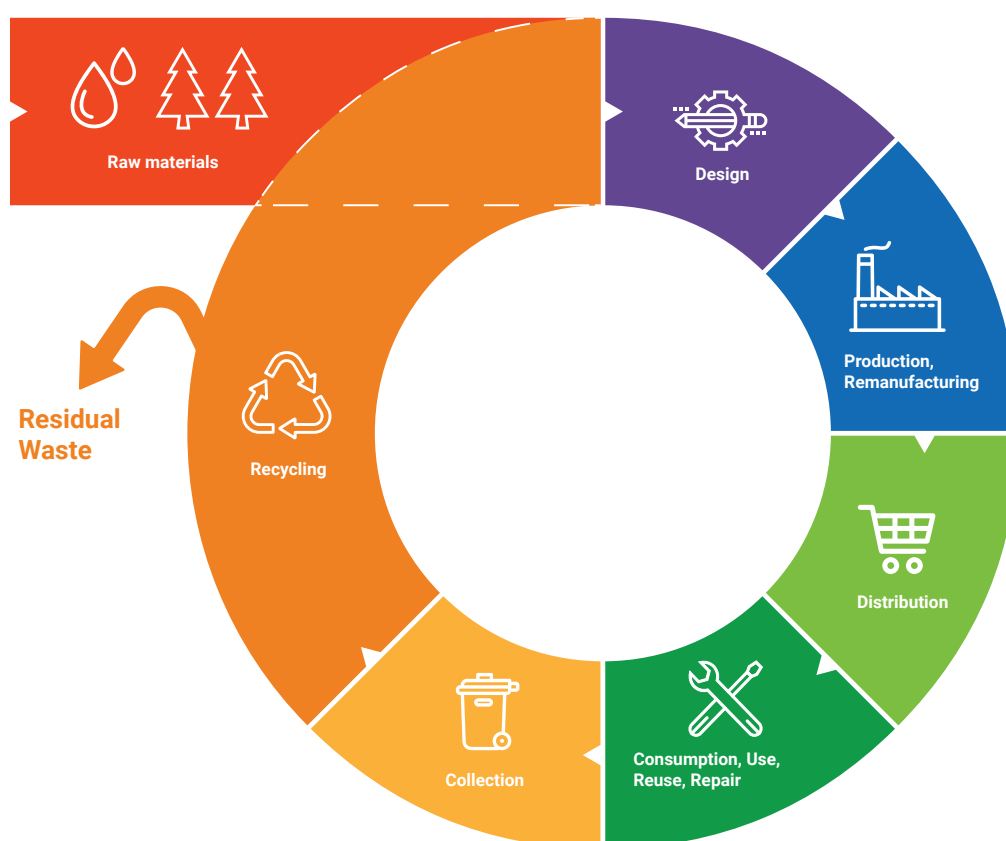 Raw materials
Design
Production,
Remanufacturing
Distribution
Consumption, Use,
Reuse, Repair
Collection
Recycling
Residual
Waste